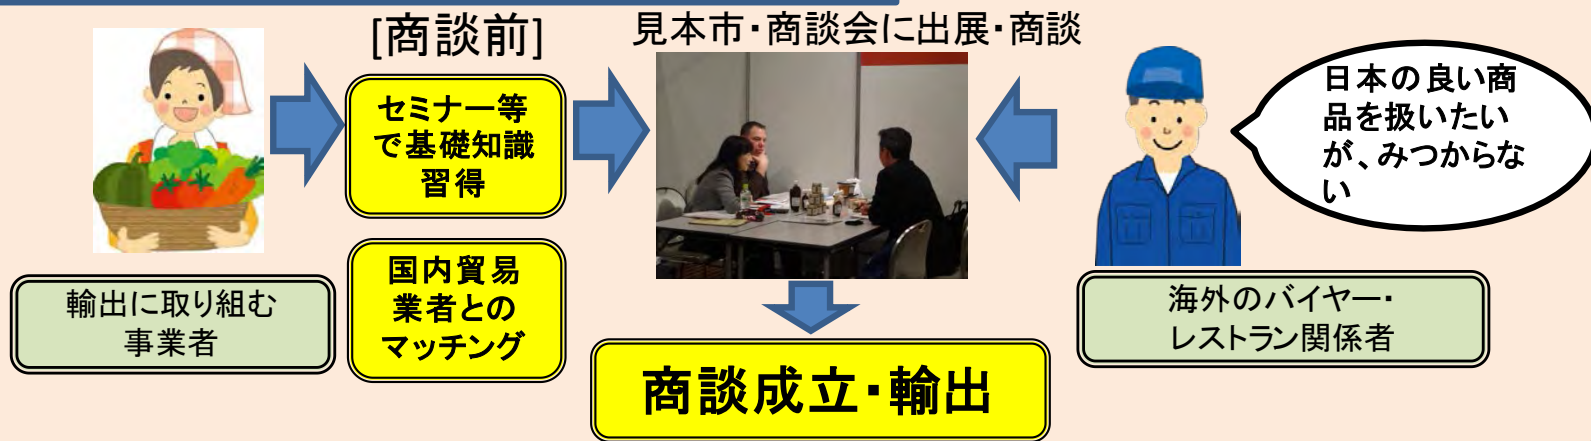 [商談前]
見本市・商談会に出展・商談
セミナー等
で基礎知識
習得
国内貿易
業者との
マッチング
輸出に取り組む
事業者
日本の良い商
品を扱いたい
が、みつからな
い
海外のバイヤー・
レストラン関係者
商談成立・輸出